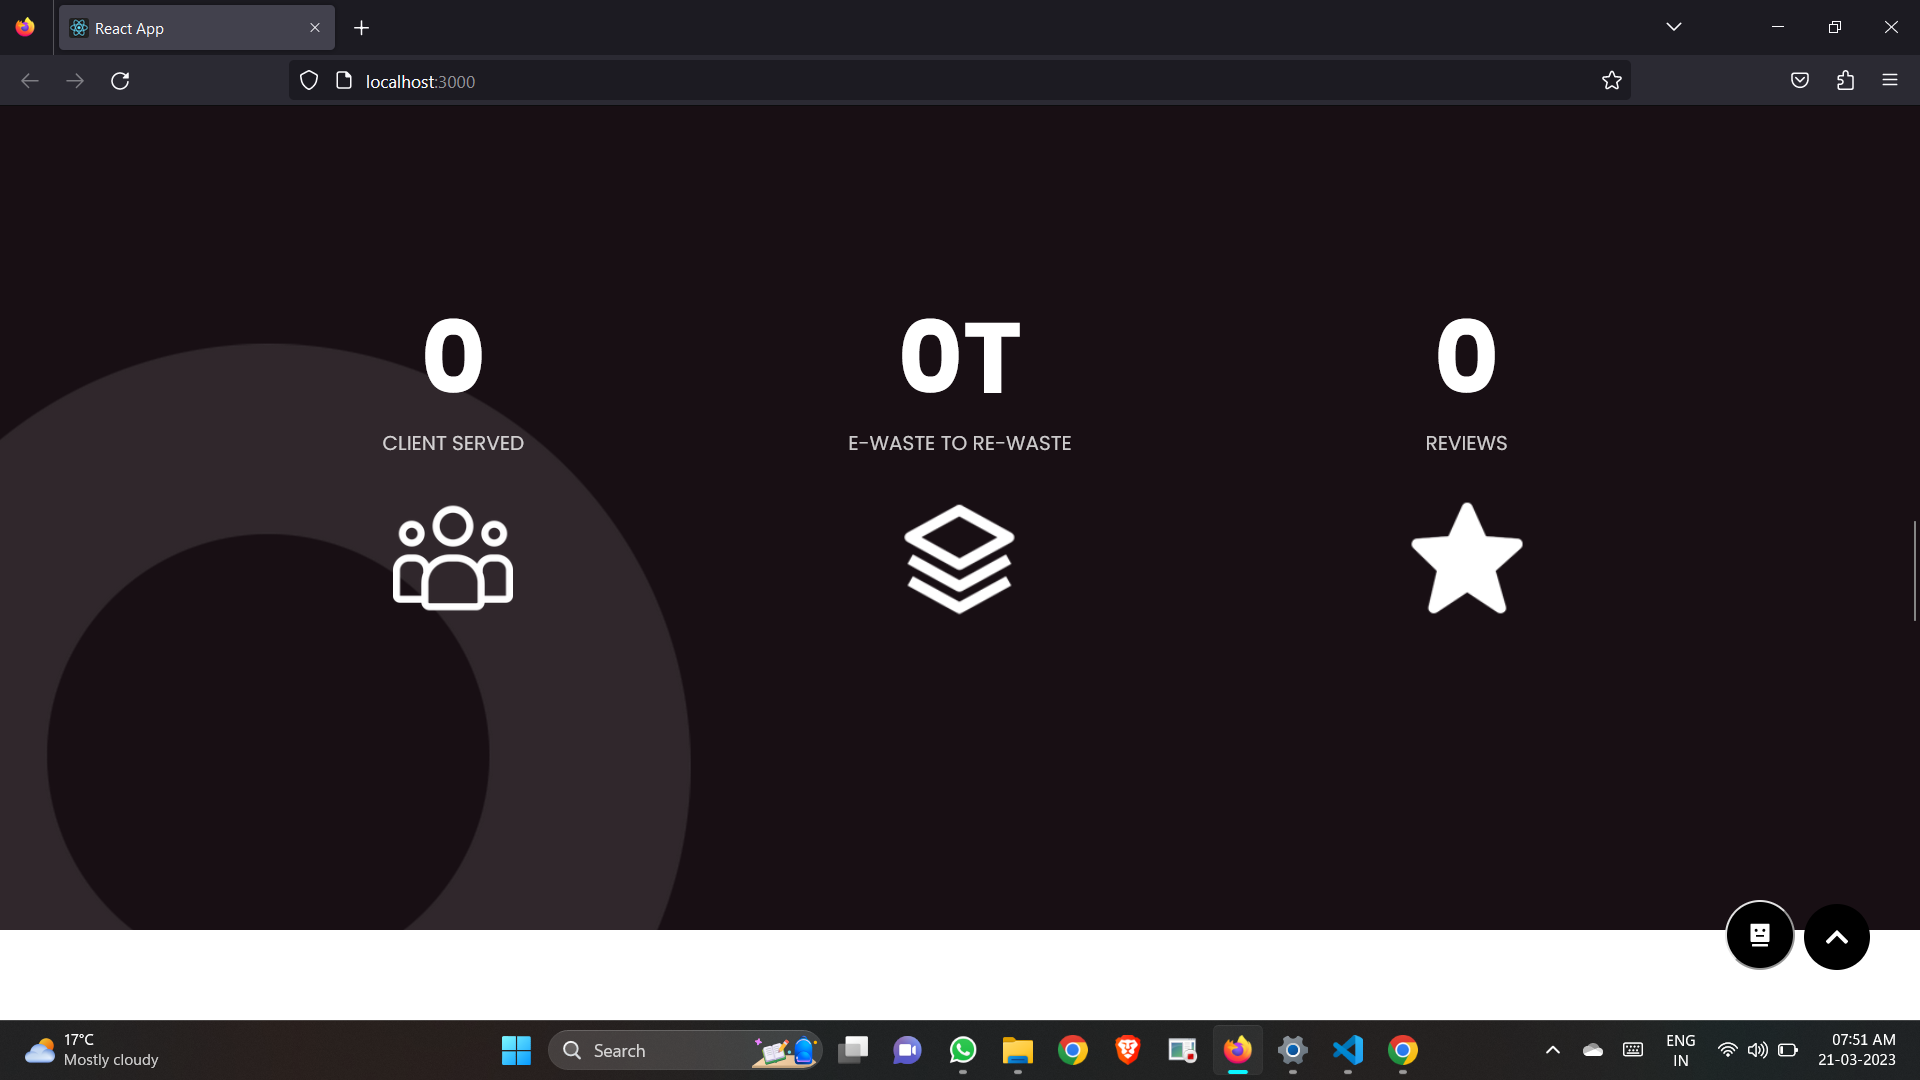 React App
localhost:3000
0
0T
0
CLIENT SERVED
E-WASTE TO RE-WASTE
REVIEWS
17°C
Mostly cloudy
Search
ENG
IN
07:51 AM
21-03-2023